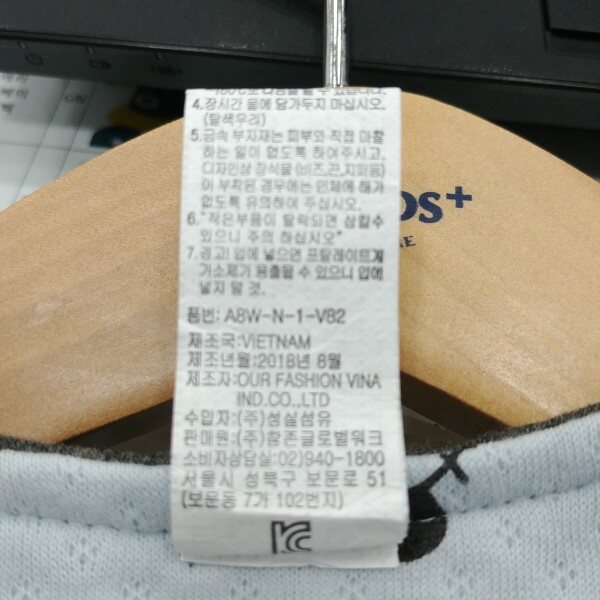 4.장시간 물에 담가두지 마십시오.
(탈색우려)
5.금속 부자재는 피부와 직접 마찰
하는 일이 없도록 하여주시고,
디자인상 장식물(비즈,끈,지퍼등)
이 부착된 경우에는 인체에 해가
없도록 유의하여 주십시오.
6."작은부품이 탈락되면 삼킬수
있으니 주의 하십시오"
7.경고! 입에 넣으면 프탈레이트계
가소제가 용출될 수 있으니 입에
넣지 말 것.
품번: A8W-N-1-V82
제조국:VIETNAM
제조년월:2018년 8월
제조자:OUR FASHION VINA
IND.CO.,LTD
수입자:(주)성실섬유
판매원:(주)참존글로벌워크
소비자상담실:02)940-1800
서울시 성북구 보문로 51
(보문동 7가 102번지)